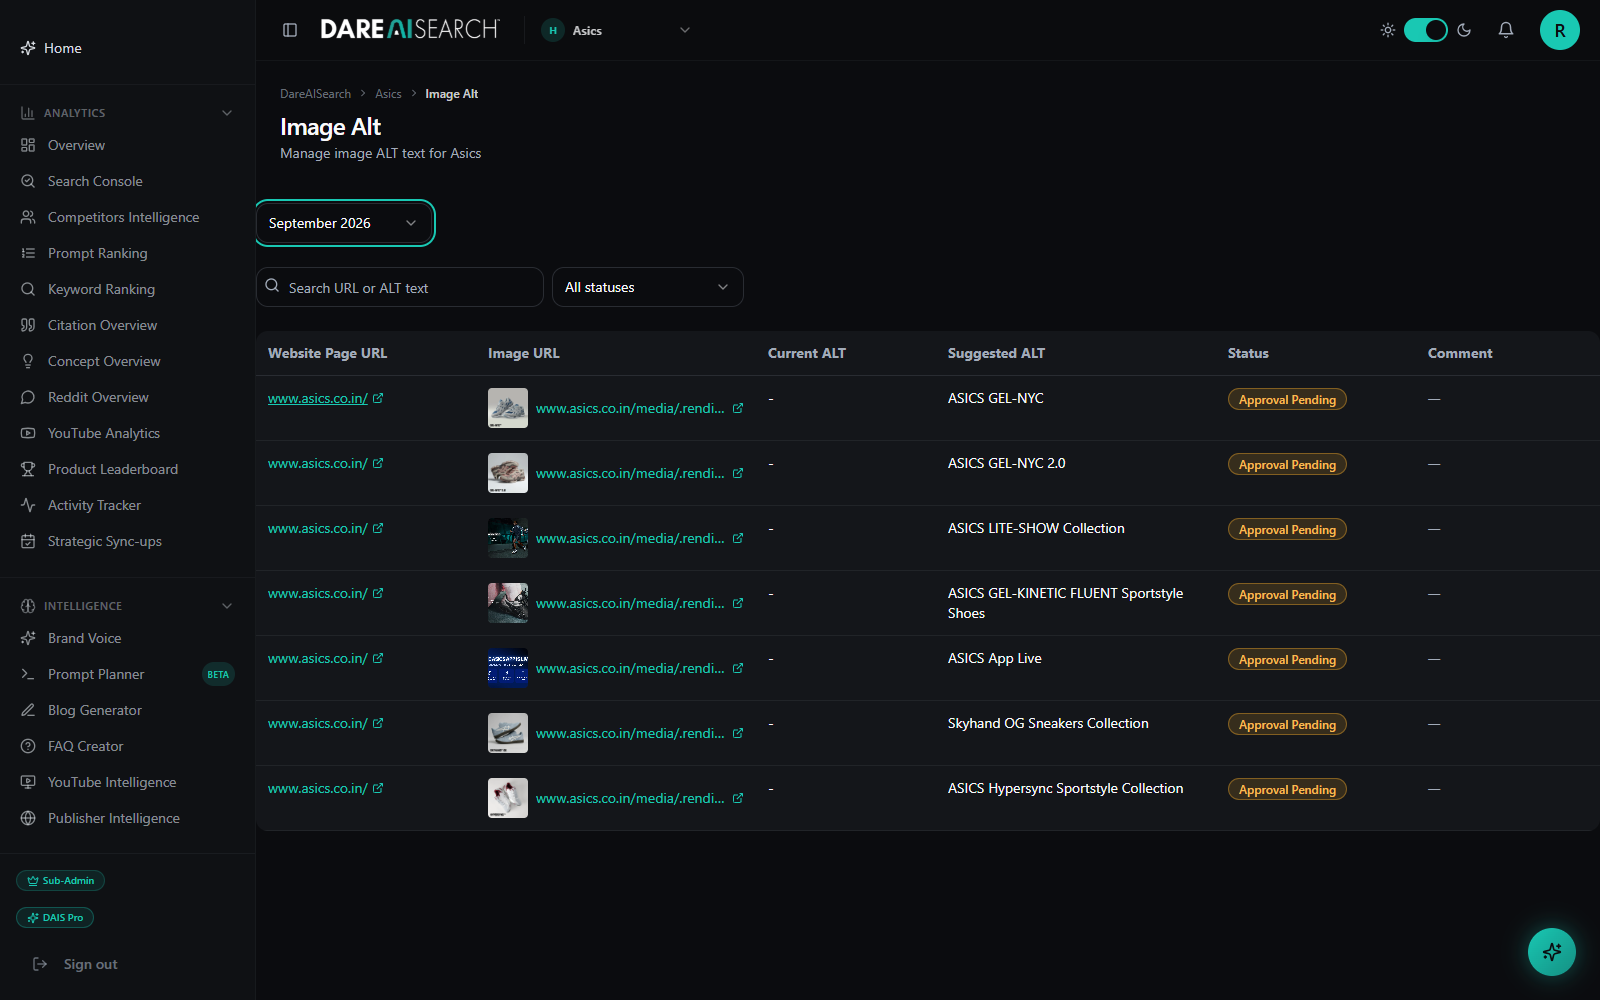 Home
ANALYTICS
Overview
Search Console
Competitors Intelligence
Prompt Ranking
Keyword Ranking
Citation Overview
Concept Overview
Reddit Overview
YouTube Analytics
Product Leaderboard
Activity Tracker
Strategic Sync-ups
INTELLIGENCE
Brand Voice
Prompt Planner BETA
Blog Generator
FAQ Creator
YouTube Intelligence
Publisher Intelligence
Sub-Admin
DAIS Pro
Sign out
DARE AI SEARCH
H Asics
R
DareAISearch > Asics > Image Alt
Image Alt
Manage image ALT text for Asics
September 2026
Search URL or ALT text
All statuses
Website Page URL Image URL Current ALT Suggested ALT Status Comment
www.asics.co.in/ www.asics.co.in/media/.rendi... - ASICS GEL-NYC Approval Pending —
www.asics.co.in/ www.asics.co.in/media/.rendi... - ASICS GEL-NYC 2.0 Approval Pending —
www.asics.co.in/ www.asics.co.in/media/.rendi... - ASICS LITE-SHOW Collection Approval Pending —
www.asics.co.in/ www.asics.co.in/media/.rendi... - ASICS GEL-KINETIC FLUENT Sportstyle Approval Pending —
Shoes
www.asics.co.in/ www.asics.co.in/media/.rendi... - ASICS App Live Approval Pending —
www.asics.co.in/ www.asics.co.in/media/.rendi... - Skyhand OG Sneakers Collection Approval Pending —
www.asics.co.in/ www.asics.co.in/media/.rendi... - ASICS Hypersync Sportstyle Collection Approval Pending —